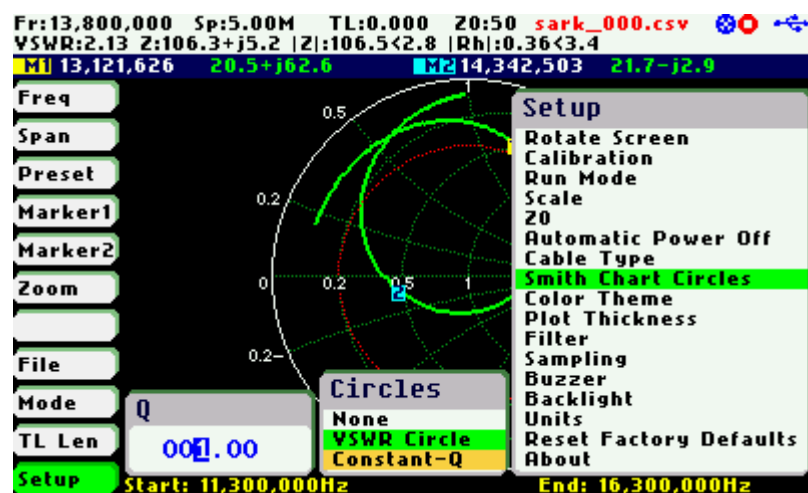 Fr:13,800,000 Sp:5.00M TL:0.000 Z0:50 sark_000.csv
VSWR:2.13 Z:106.3+j5.2 |Z|:106.5<2.8 |Rh|:0.36<3.4
M1 13,121,626 20.5+j62.6 M2 14,342,503 21.7-j2.9
Freq
Span
Preset
Marker1
Marker2
Zoom
File
Mode
TL Len
Setup
1
0.5
0.2
0 0.2 0.5 1
2
0.2
Q
001.00
Circles
None
VSWR Circle
Constant-Q
Setup
Rotate Screen
Calibration
Run Mode
Scale
Z0
Automatic Power Off
Cable Type
Smith Chart Circles
Color Theme
Plot Thickness
Filter
Sampling
Buzzer
Backlight
Units
Reset Factory Defaults
About
Start: 11,300,000Hz End: 16,300,000Hz